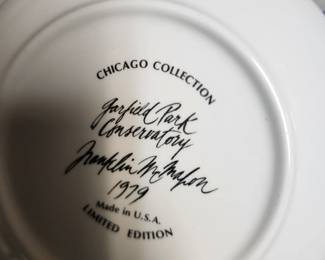 CHICAGO COLLECTION
Garfield Park
Conservatory
Franklin McMahon
1979
Made in U.S.A.
LIMITED EDITION